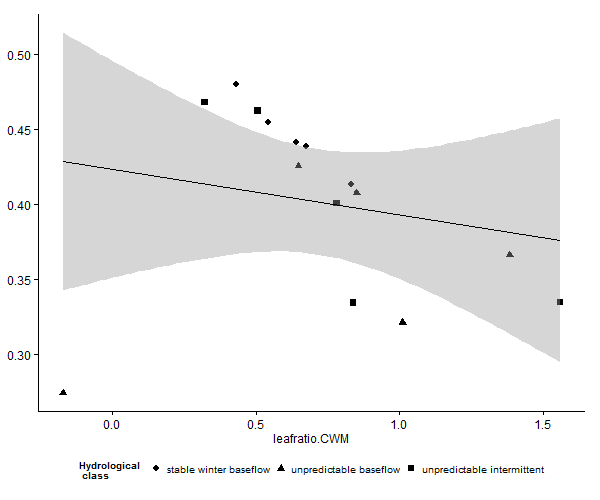 0.50
0.45
0.40
0.35
0.30
0.0 0.5 1.0 1.5
leafratio.CWM
Hydrological class stable winter baseflow unpredictable baseflow unpredictable intermittent